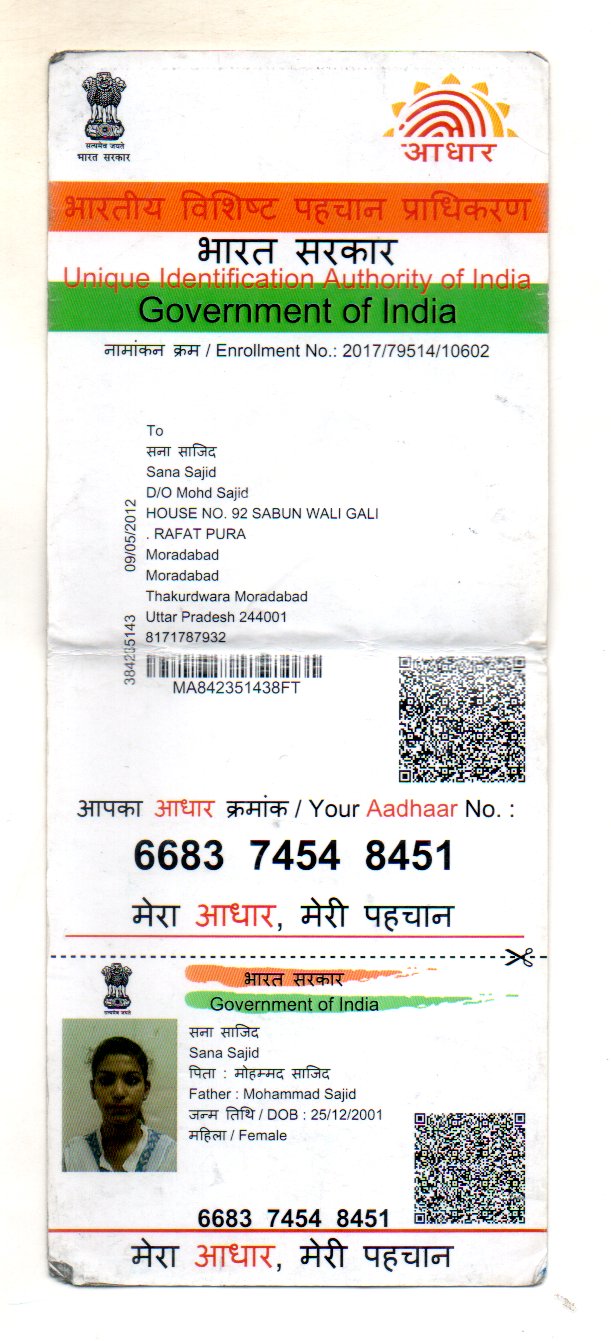 सत्यमेव जयते
भारत सरकार
आधार
भारतीय विशिष्ट पहचान प्राधिकरण
भारत सरकार
Unique Identification Authority of India
Government of India
नामांकन क्रम / Enrollment No.: 2017/79514/10602
To
सना साजिद
Sana Sajid
D/O Mohd Sajid
HOUSE NO. 92 SABUN WALI GALI
. RAFAT PURA
Moradabad
Moradabad
Thakurdwara Moradabad
Uttar Pradesh 244001
8171787932
09/05/2012
MA842351438FT
आपका आधार क्रमांक / Your Aadhaar No. :
6683 7454 8451
मेरा आधार, मेरी पहचान
सत्यमेव जयते
भारत सरकार
Government of India
सना साजिद
Sana Sajid
पिता : मोहम्मद साजिद
Father : Mohammad Sajid
जन्म तिथि / DOB : 25/12/2001
महिला / Female
6683 7454 8451
मेरा आधार, मेरी पहचान